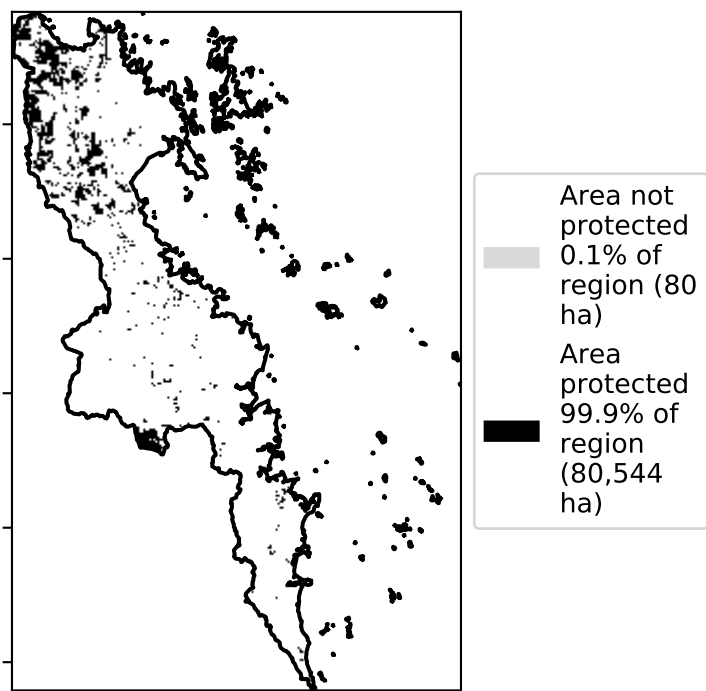 Area not
protected
0.1% of
region (80
ha)
Area
protected
99.9% of
region
(80,544
ha)